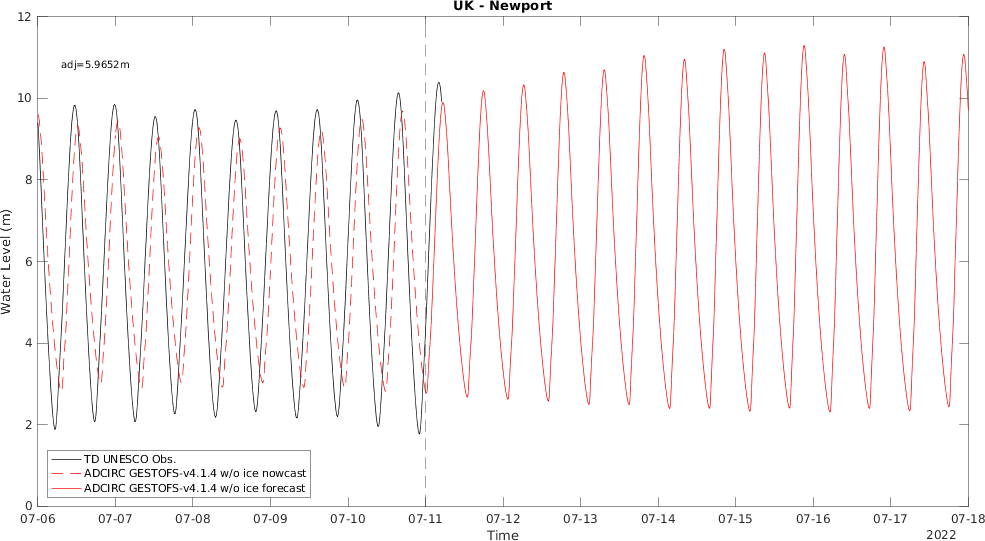 UK - Newport
12
10
8
6
4
2
0
Water Level (m)
adj=5.9652m
TD UNESCO Obs.
ADCIRC GESTOFS-v4.1.4 w/o ice nowcast
ADCIRC GESTOFS-v4.1.4 w/o ice forecast
07-06 07-07 07-08 07-09 07-10 07-11 07-12 07-13 07-14 07-15 07-16 07-17 07-18
Time
2022